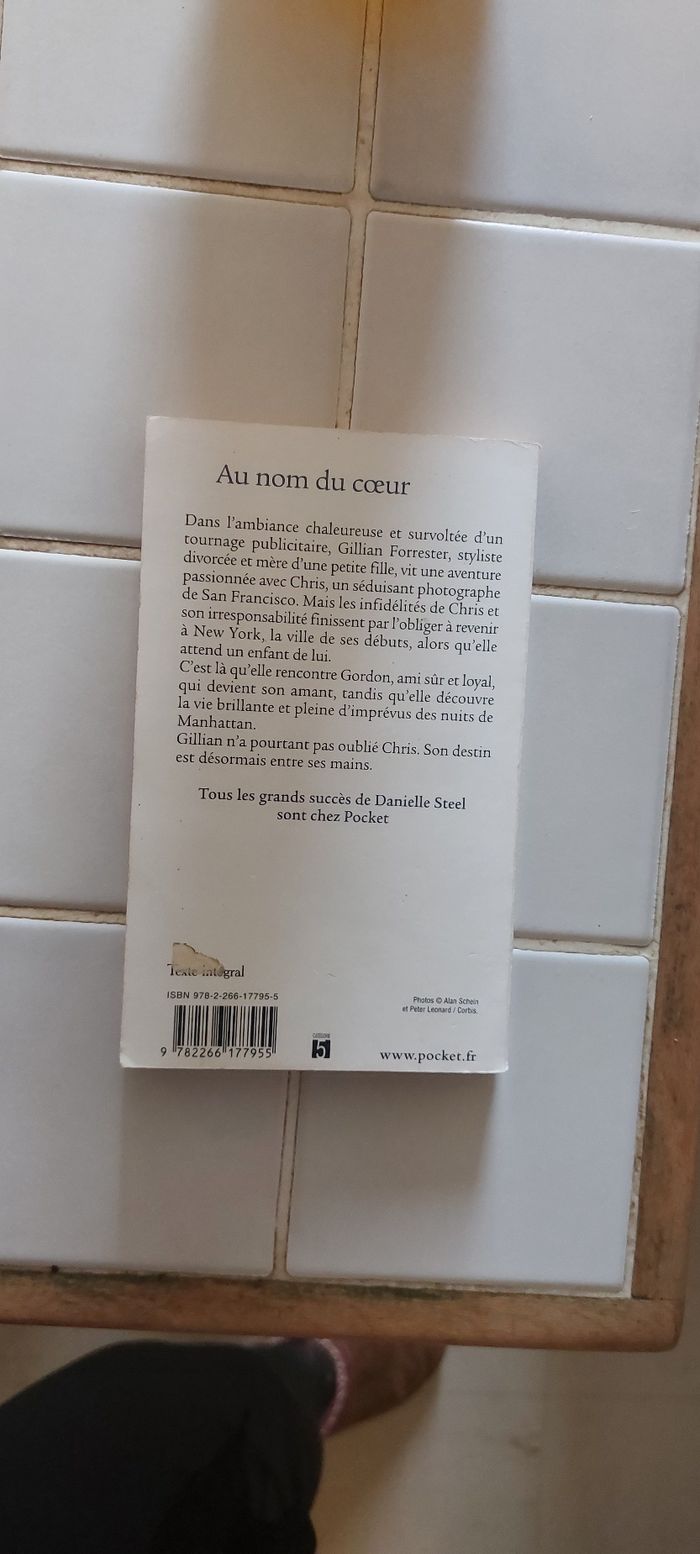 Au nom du cœur
Dans l'ambiance chaleureuse et survoltée d'un
tournage publicitaire, Gillian Forrester, styliste
divorcée et mère d'une petite fille, vit une aventure
passionnée avec Chris, un séduisant photographe
de San Francisco. Mais les infidélités de Chris et
son irresponsabilité finissent par l'obliger à revenir
à New York, la ville de ses débuts, alors qu'elle
attend un enfant de lui.
C'est là qu'elle rencontre Gordon, ami sûr et loyal,
qui devient son amant, tandis qu'elle découvre
la vie brillante et pleine d'imprévus des nuits de
Manhattan.
Gillian n'a pourtant pas oublié Chris. Son destin
est désormais entre ses mains.
Tous les grands succès de Danielle Steel
sont chez Pocket
Texte intégral
ISBN 978-2-266-17795-5
9 782266 177955
Photos © Alan Schein
et Peter Leonard / Corbis.
CATÉGORIE
5
www.pocket.fr